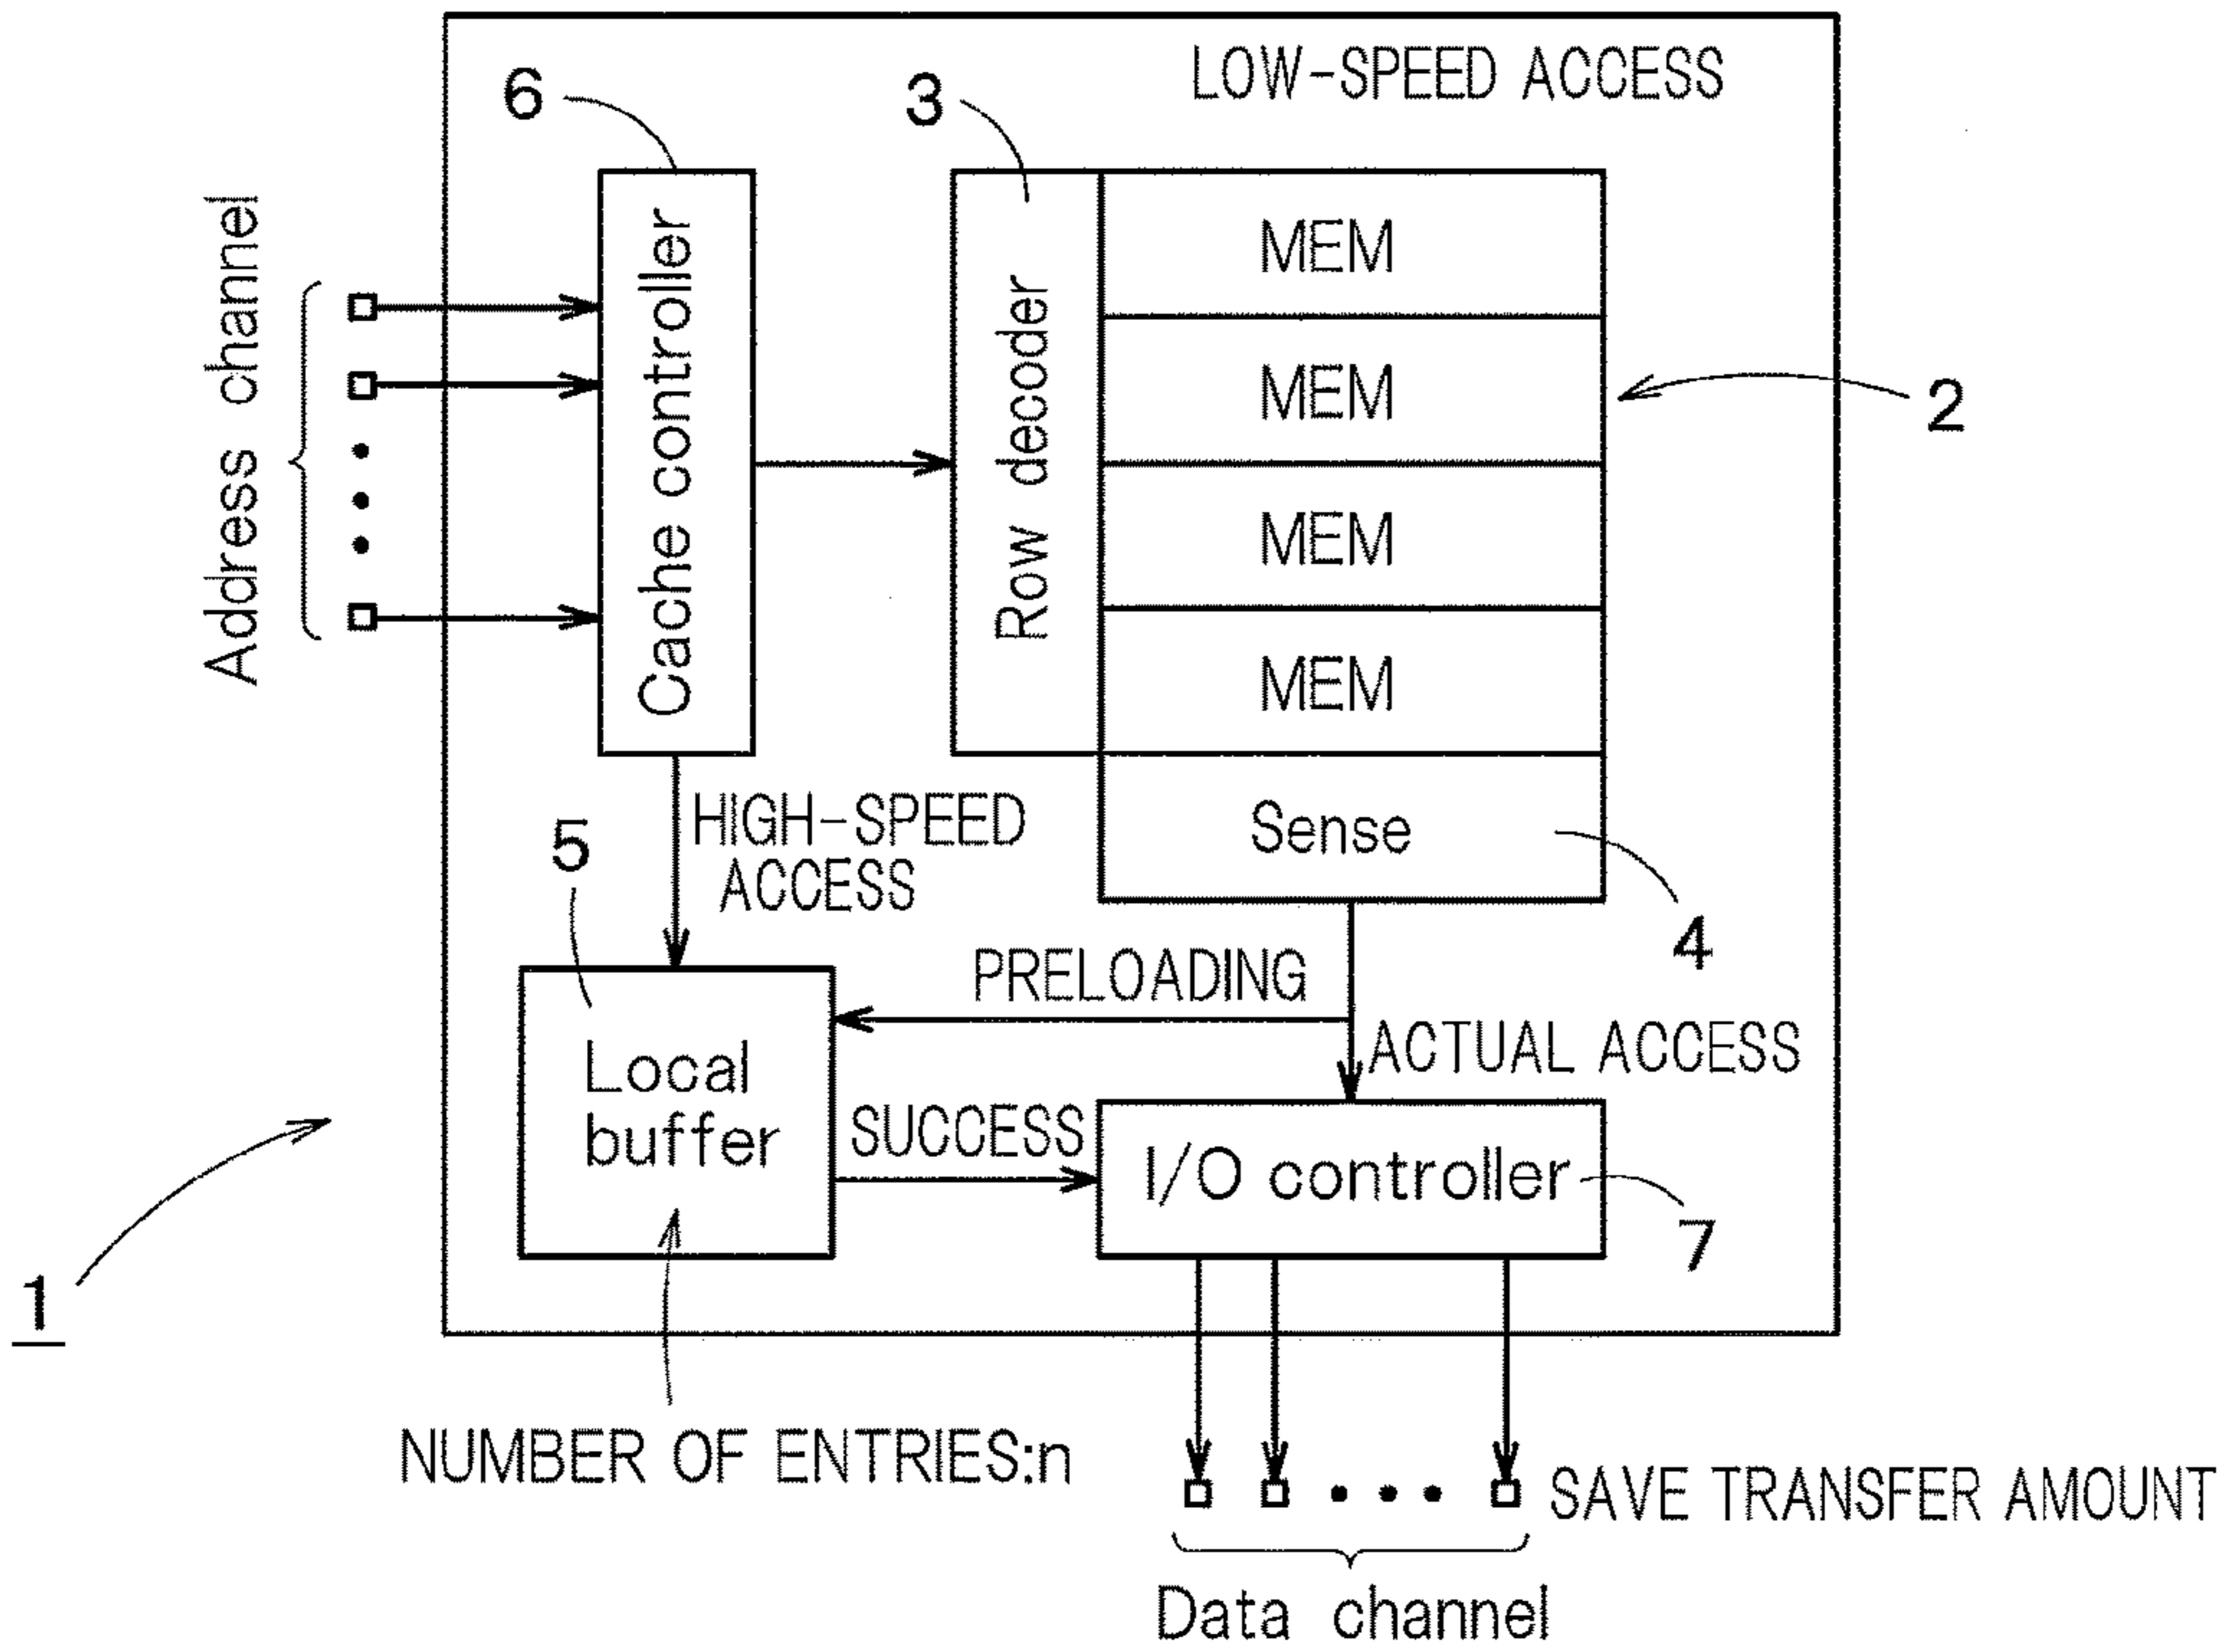 LOW-SPEED ACCESS
6
3
Address channel
Cache controller
Row decoder
MEM
MEM
MEM
MEM
2
Sense
4
HIGH-SPEED
ACCESS
5
PRELOADING
ACTUAL ACCESS
Local
buffer
SUCCESS
I/O controller
7
1
NUMBER OF ENTRIES:n
SAVE TRANSFER AMOUNT
Data channel